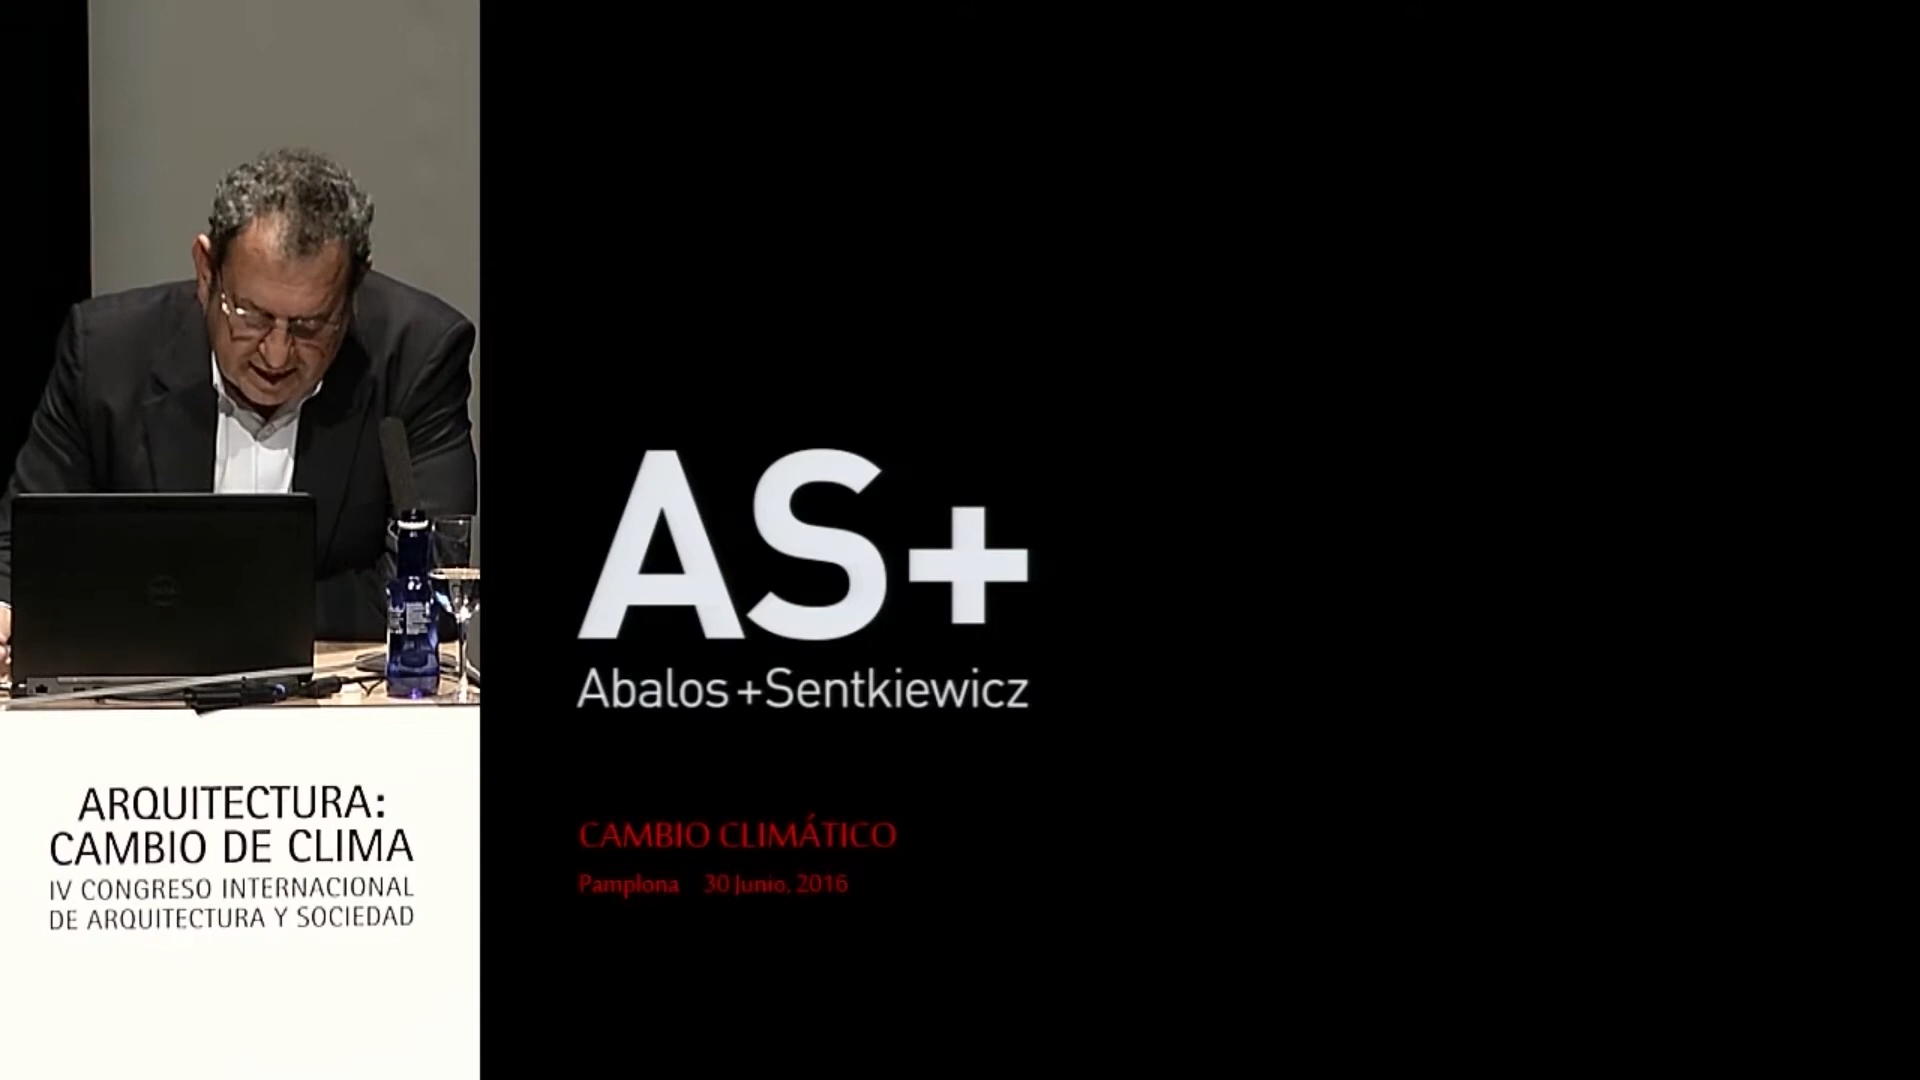 AS+
Abalos+Sentkiewicz
CAMBIO CLIMÁTICO
Pamplona 30 Junio, 2016
ARQUITECTURA:
CAMBIO DE CLIMA
IV CONGRESO INTERNACIONAL
DE ARQUITECTURA Y SOCIEDAD